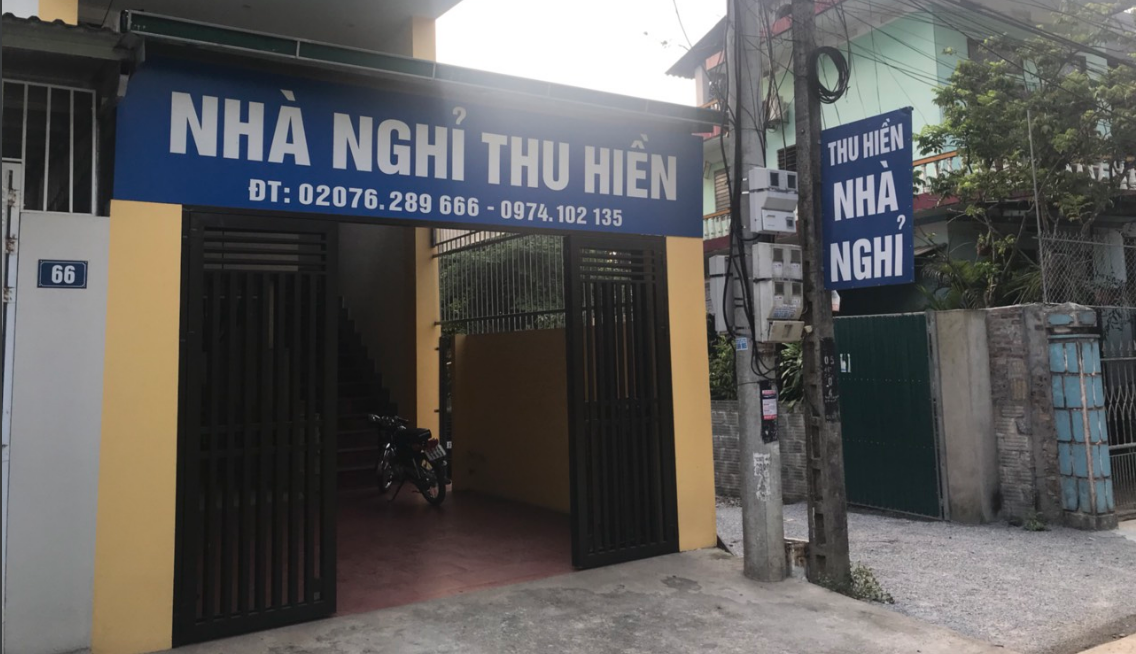 NHÀ NGHỈ THU HIỀN
ĐT: 02076.289 666 - 0974.102 135
66
THU HIỀN
NHÀ
NGHỈ